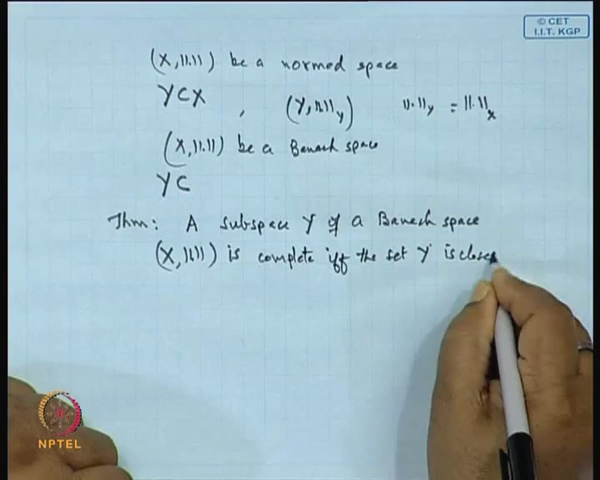 © CET
I.I.T. KGP
(X, ||.||) be a normed space
Y⊂X , (Y, ||.||_Y) ||.||_Y = ||.||_X
(X, ||.||) be a Banach space
Y⊂
Thm: A subspace Y of a Banach space
(X, ||.||) is complete iff the set Y is closed
NPTEL